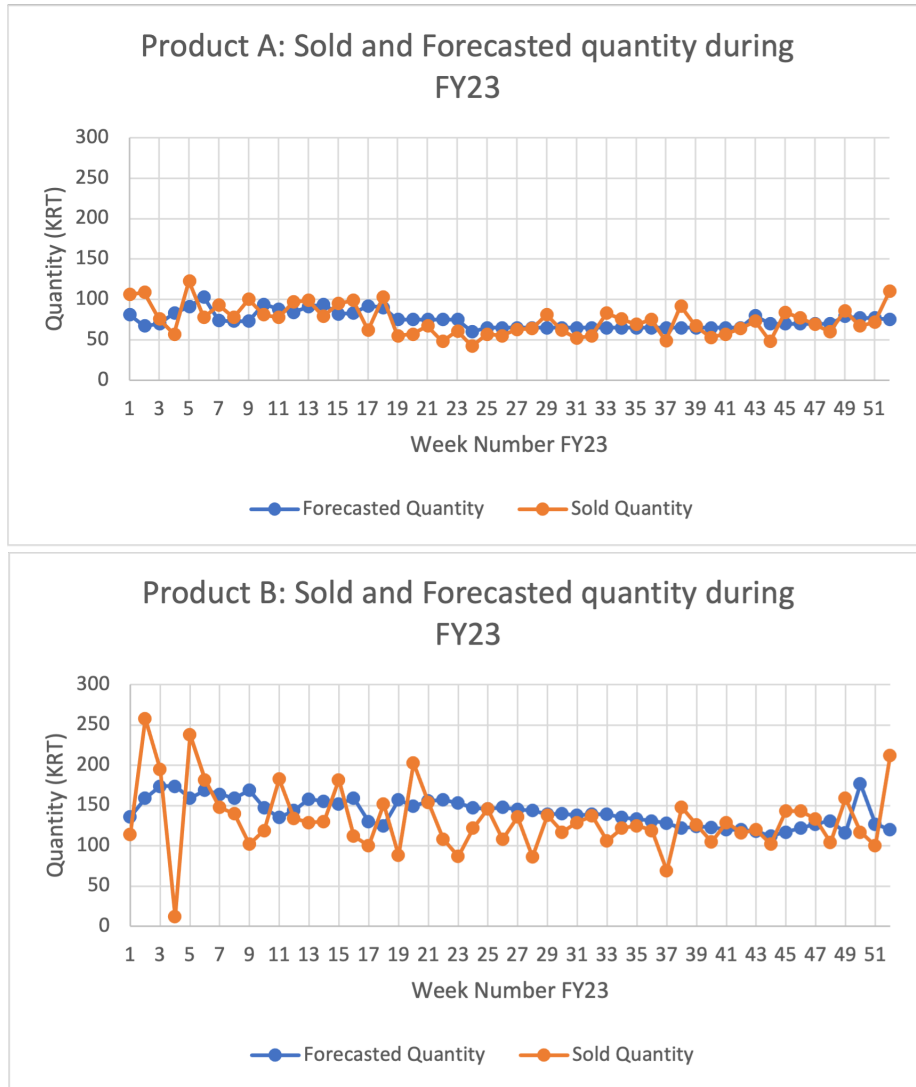 Product A: Sold and Forecasted quantity during
FY23
300
250
200
150
100
50
0
Quantity (KRT)
1 3 5 7 9 11 13 15 17 19 21 23 25 27 29 31 33 35 37 39 41 43 45 47 49 51
Week Number FY23
Forecasted Quantity Sold Quantity
Product B: Sold and Forecasted quantity during
FY23
300
250
200
150
100
50
0
Quantity (KRT)
1 3 5 7 9 11 13 15 17 19 21 23 25 27 29 31 33 35 37 39 41 43 45 47 49 51
Week Number FY23
Forecasted Quantity Sold Quantity